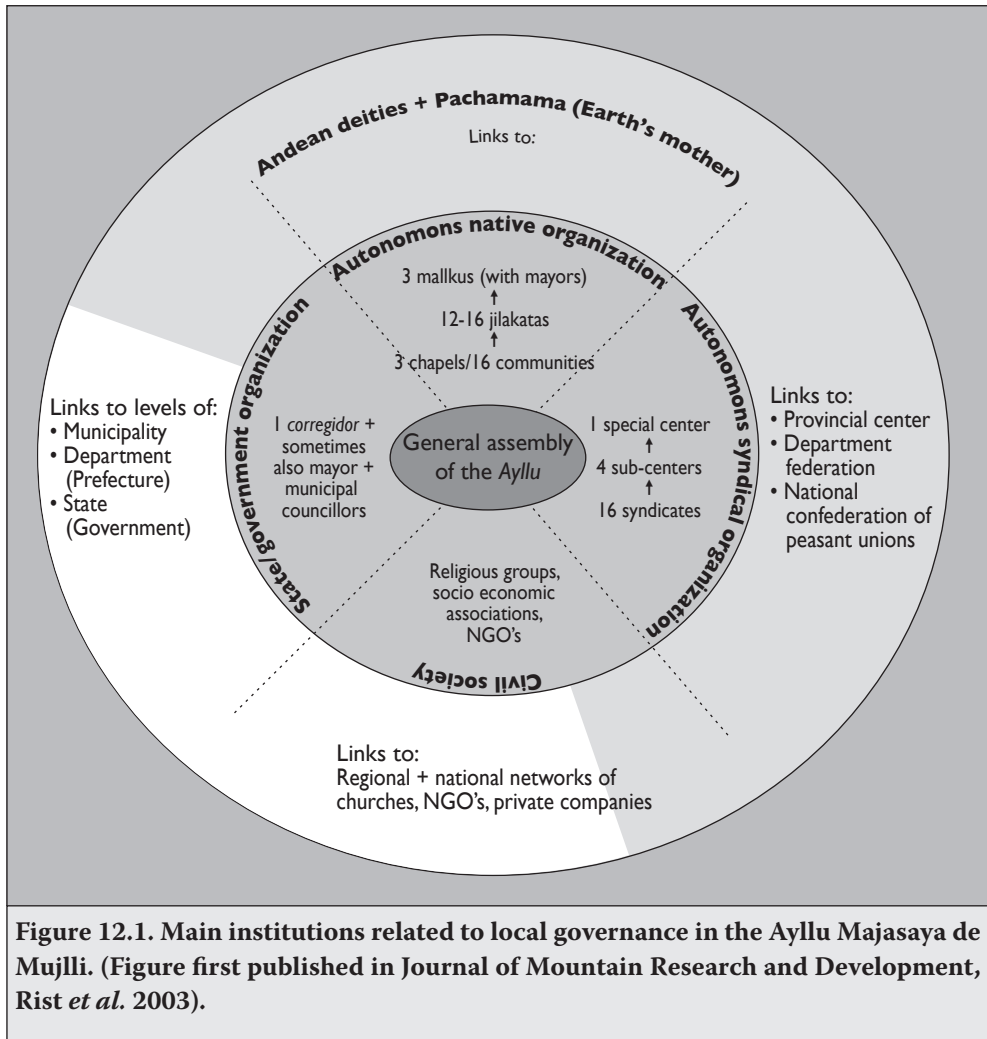 Andean deities + Pachamama (Earth's mother)
Links to:
Autonomons native organization
3 mallkus (with mayors)
12-16 jilakatas
3 chapels/16 communities
State/government organization
Links to levels of:
• Municipality
• Department
(Prefecture)
• State
(Government)
1 corregidor +
sometimes
also mayor +
municipal
councillors
General assembly
of the Ayllu
1 special center
4 sub-centers
16 syndicates
Autonomons syndical organization
Links to:
• Provincial center
• Department
federation
• National
confederation of
peasant unions
Religious groups,
socio economic
associations,
NGO's
Civil society
Links to:
Regional + national networks of
churches, NGO's, private companies
Figure 12.1. Main institutions related to local governance in the Ayllu Majasaya de
Mujlli. (Figure first published in Journal of Mountain Research and Development,
Rist et al. 2003).